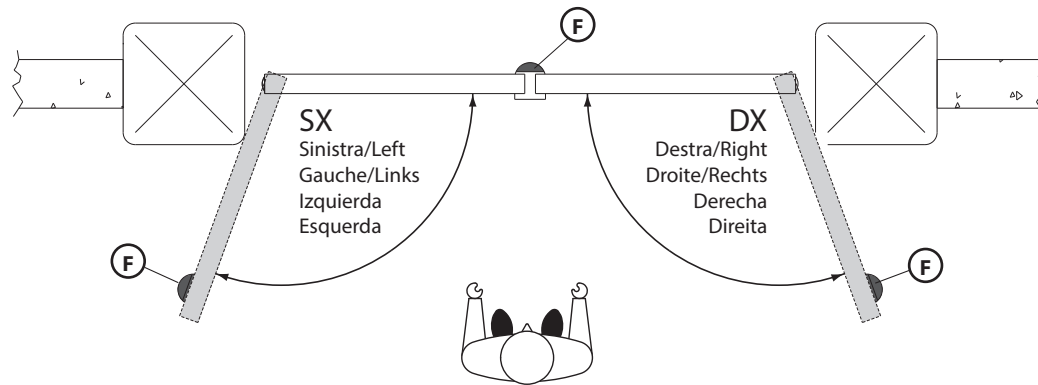 F
SX
Sinistra/Left
Gauche/Links
Izquierda
Esquerda
DX
Destra/Right
Droite/Rechts
Derecha
Direita
F
F